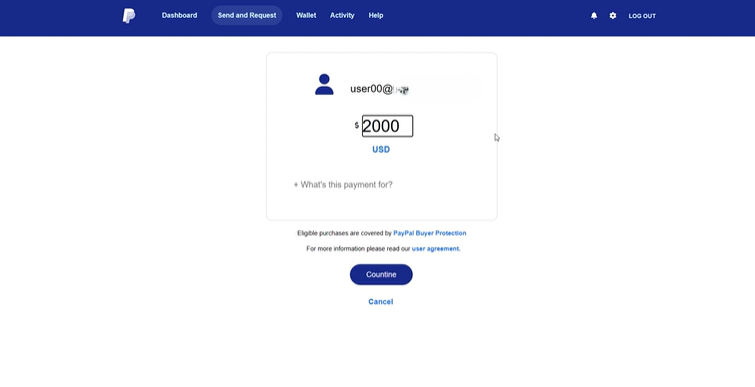 Dashboard Send and Request Wallet Activity Help LOG OUT
user00@
$ 2000
USD
+ What's this payment for?
Eligible purchases are covered by PayPal Buyer Protection
For more information please read our user agreement.
Countine
Cancel